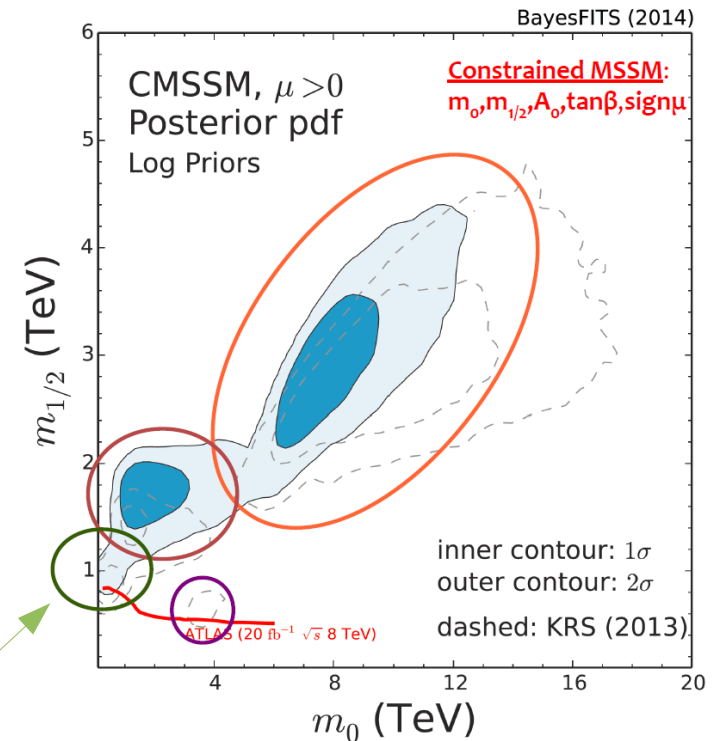 BayesFITS (2014)
CMSSM, μ >0
Posterior pdf
Log Priors
Constrained MSSM:
m₀,m₁/₂,A₀,tanβ,signμ
6
5
4
3
2
1
m₁/₂ (TeV)
inner contour: 1σ
outer contour: 2σ
dashed: KRS (2013)
ATLAS (20 fb⁻¹ √s 8 TeV)
4 8 12 16 20
m₀ (TeV)